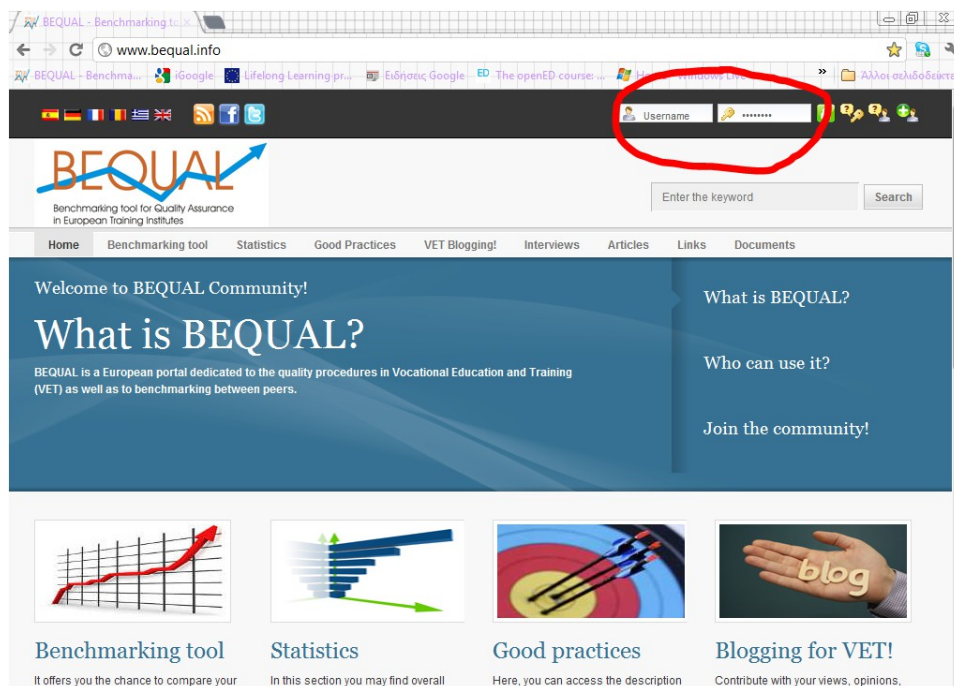 BEQUAL - Benchmarking to
www.bequal.info
BEQUAL - Benchma... iGoogle Lifelong Learning pr... Ειδήσεις Google ED The openED course: ... Windows Live » Άλλοι σελιδοδείκτε
Username ••••••••
BEQUAL
Benchmarking tool for Quality Assurance
in European Training Institutes
Enter the keyword Search
Home Benchmarking tool Statistics Good Practices VET Blogging! Interviews Articles Links Documents
Welcome to BEQUAL Community!
What is BEQUAL?
BEQUAL is a European portal dedicated to the quality procedures in Vocational Education and Training
(VET) as well as to benchmarking between peers.
What is BEQUAL?
Who can use it?
Join the community!
blog
Benchmarking tool
It offers you the chance to compare your
Statistics
In this section you may find overall
Good practices
Here, you can access the description
Blogging for VET!
Contribute with your views, opinions,